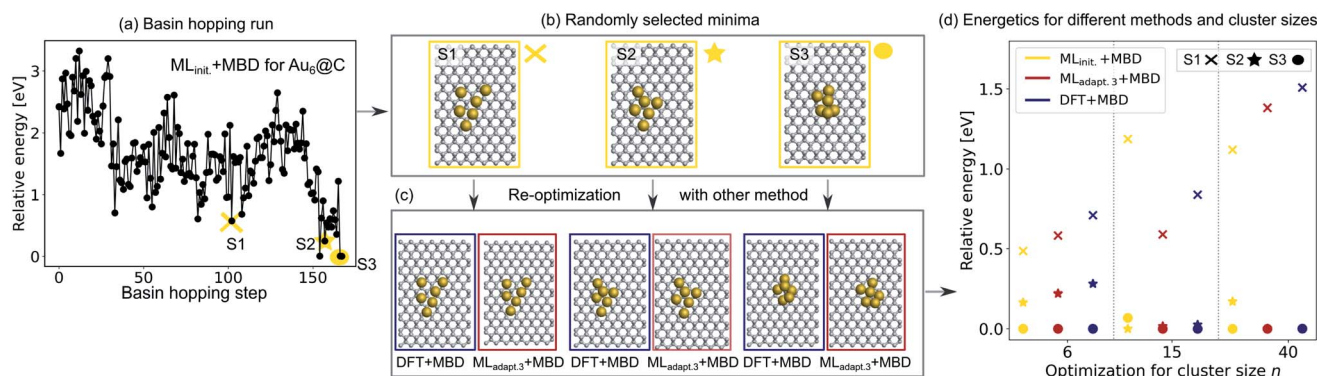 (a) Basin hopping run
Relative energy [eV]
3
2
1
0
ML_init.+MBD for Au_6@C
S1
S2
S3
0
50
100
150
Basin hopping step
(b) Randomly selected minima
S1
S2
S3
Re-optimization with other method
(c)
DFT+MBD
ML_adapt.3+MBD
DFT+MBD
ML_adapt.3+MBD
DFT+MBD
ML_adapt.3+MBD
(d) Energetics for different methods and cluster sizes
Relative energy [eV]
1.5
1.0
0.5
0.0
ML_init. +MBD
ML_adapt. 3+MBD
DFT+MBD
S1 S2 S3
6
15
40
Optimization for cluster size n